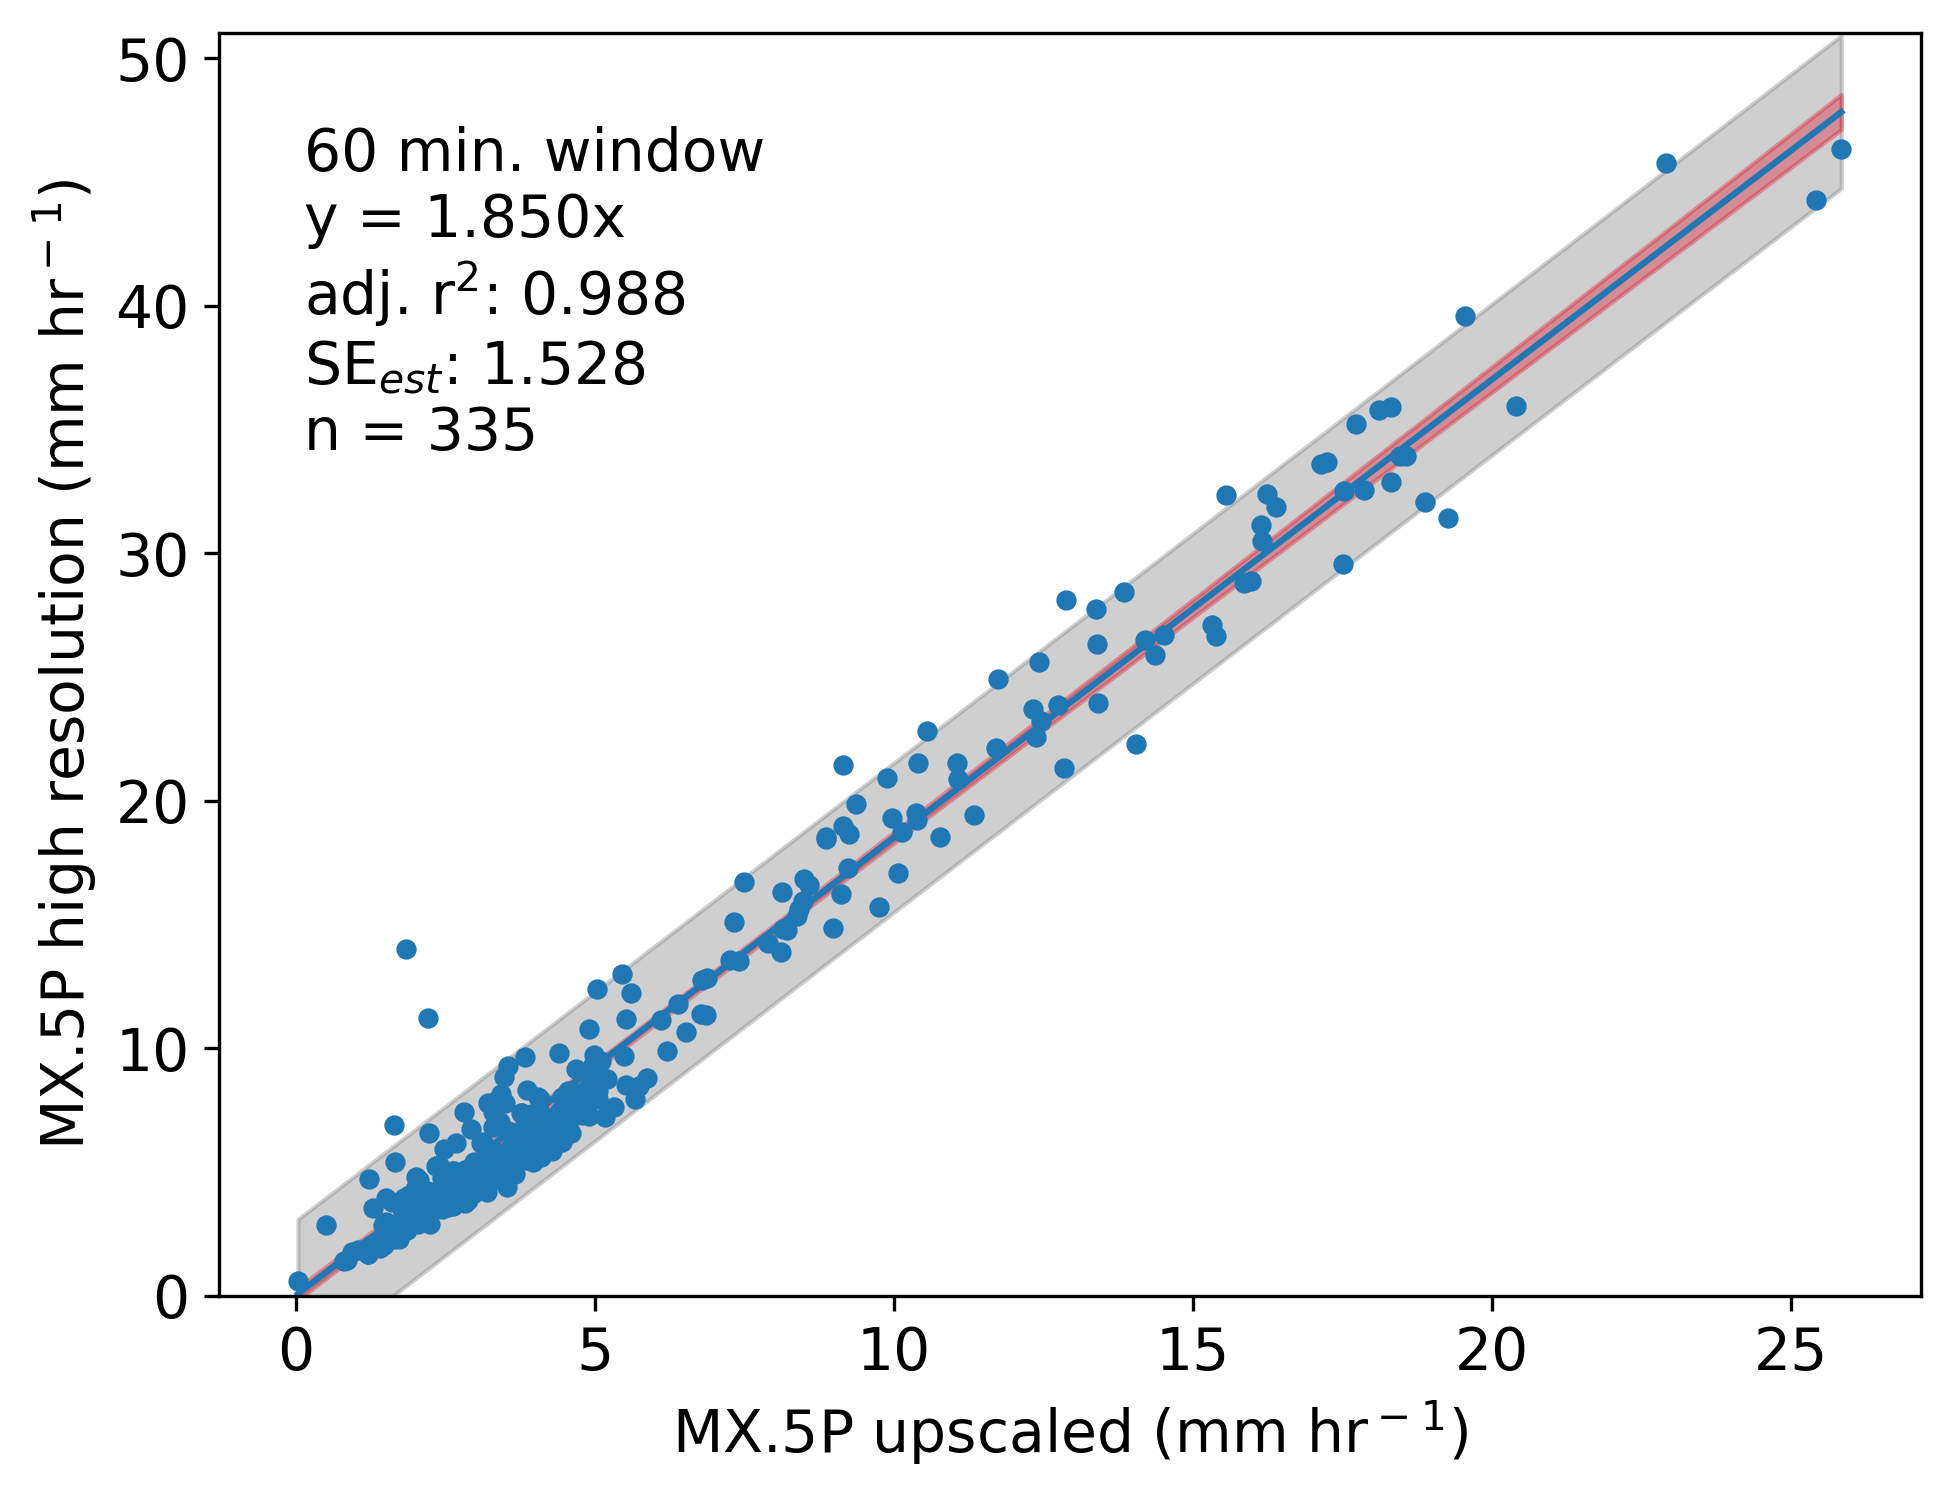 60 min. window
y = 1.850x
adj. r²: 0.988
SEₑₛₜ: 1.528
n = 335
MX.5P high resolution (mm hr⁻¹)
50
40
30
20
10
0
0 5 10 15 20 25
MX.5P upscaled (mm hr⁻¹)